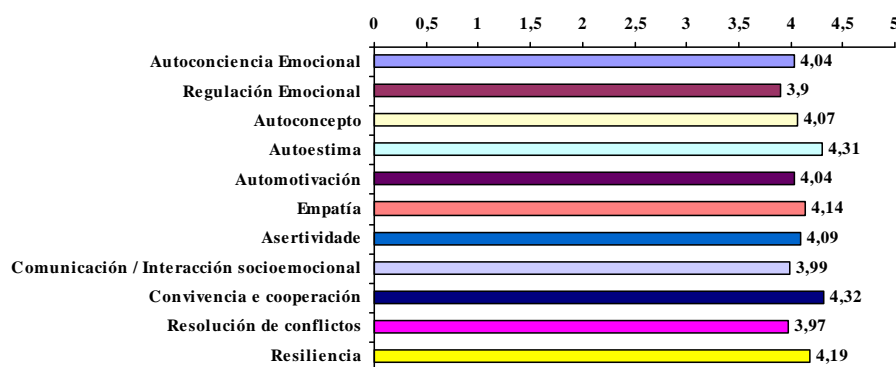 0 0,5 1 1,5 2 2,5 3 3,5 4 4,5 5
Autoconciencia Emocional 4,04
Regulación Emocional 3,9
Autoconcepto 4,07
Autoestima 4,31
Automotivación 4,04
Empatía 4,14
Asertividade 4,09
Comunicación / Interacción socioemocional 3,99
Convivencia e cooperación 4,32
Resolución de conflictos 3,97
Resiliencia 4,19